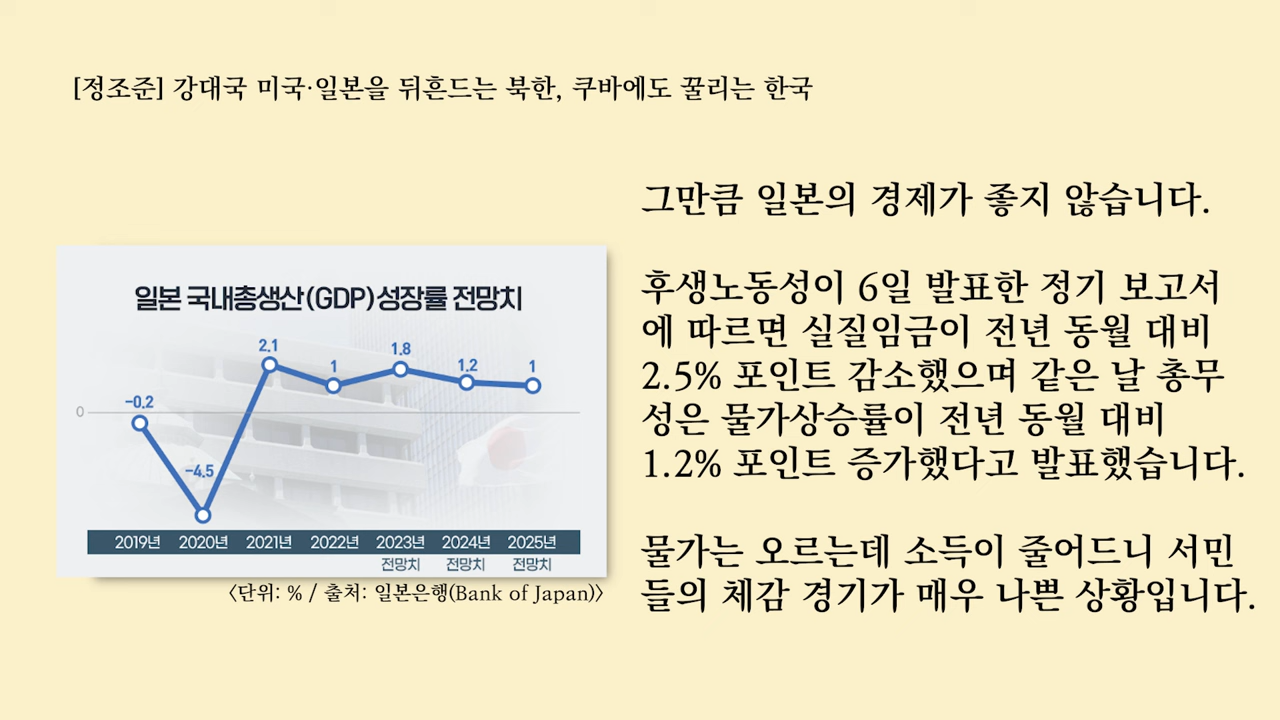 [정조준] 강대국 미국·일본을 뒤흔드는 북한, 쿠바에도 꿀리는 한국
일본 국내총생산(GDP) 성장률 전망치
2.1
1
1.8
1.2
1
0
-0.2
-4.5
2019년 2020년 2021년 2022년 2023년 2024년 2025년
전망치 전망치 전망치
<단위: % / 출처: 일본은행(Bank of Japan)>
그만큼 일본의 경제가 좋지 않습니다.
후생노동성이 6일 발표한 정기 보고서
에 따르면 실질임금이 전년 동월 대비
2.5% 포인트 감소했으며 같은 날 총무
성은 물가상승률이 전년 동월 대비
1.2% 포인트 증가했다고 발표했습니다.
물가는 오르는데 소득이 줄어드니 서민
들의 체감 경기가 매우 나쁜 상황입니다.